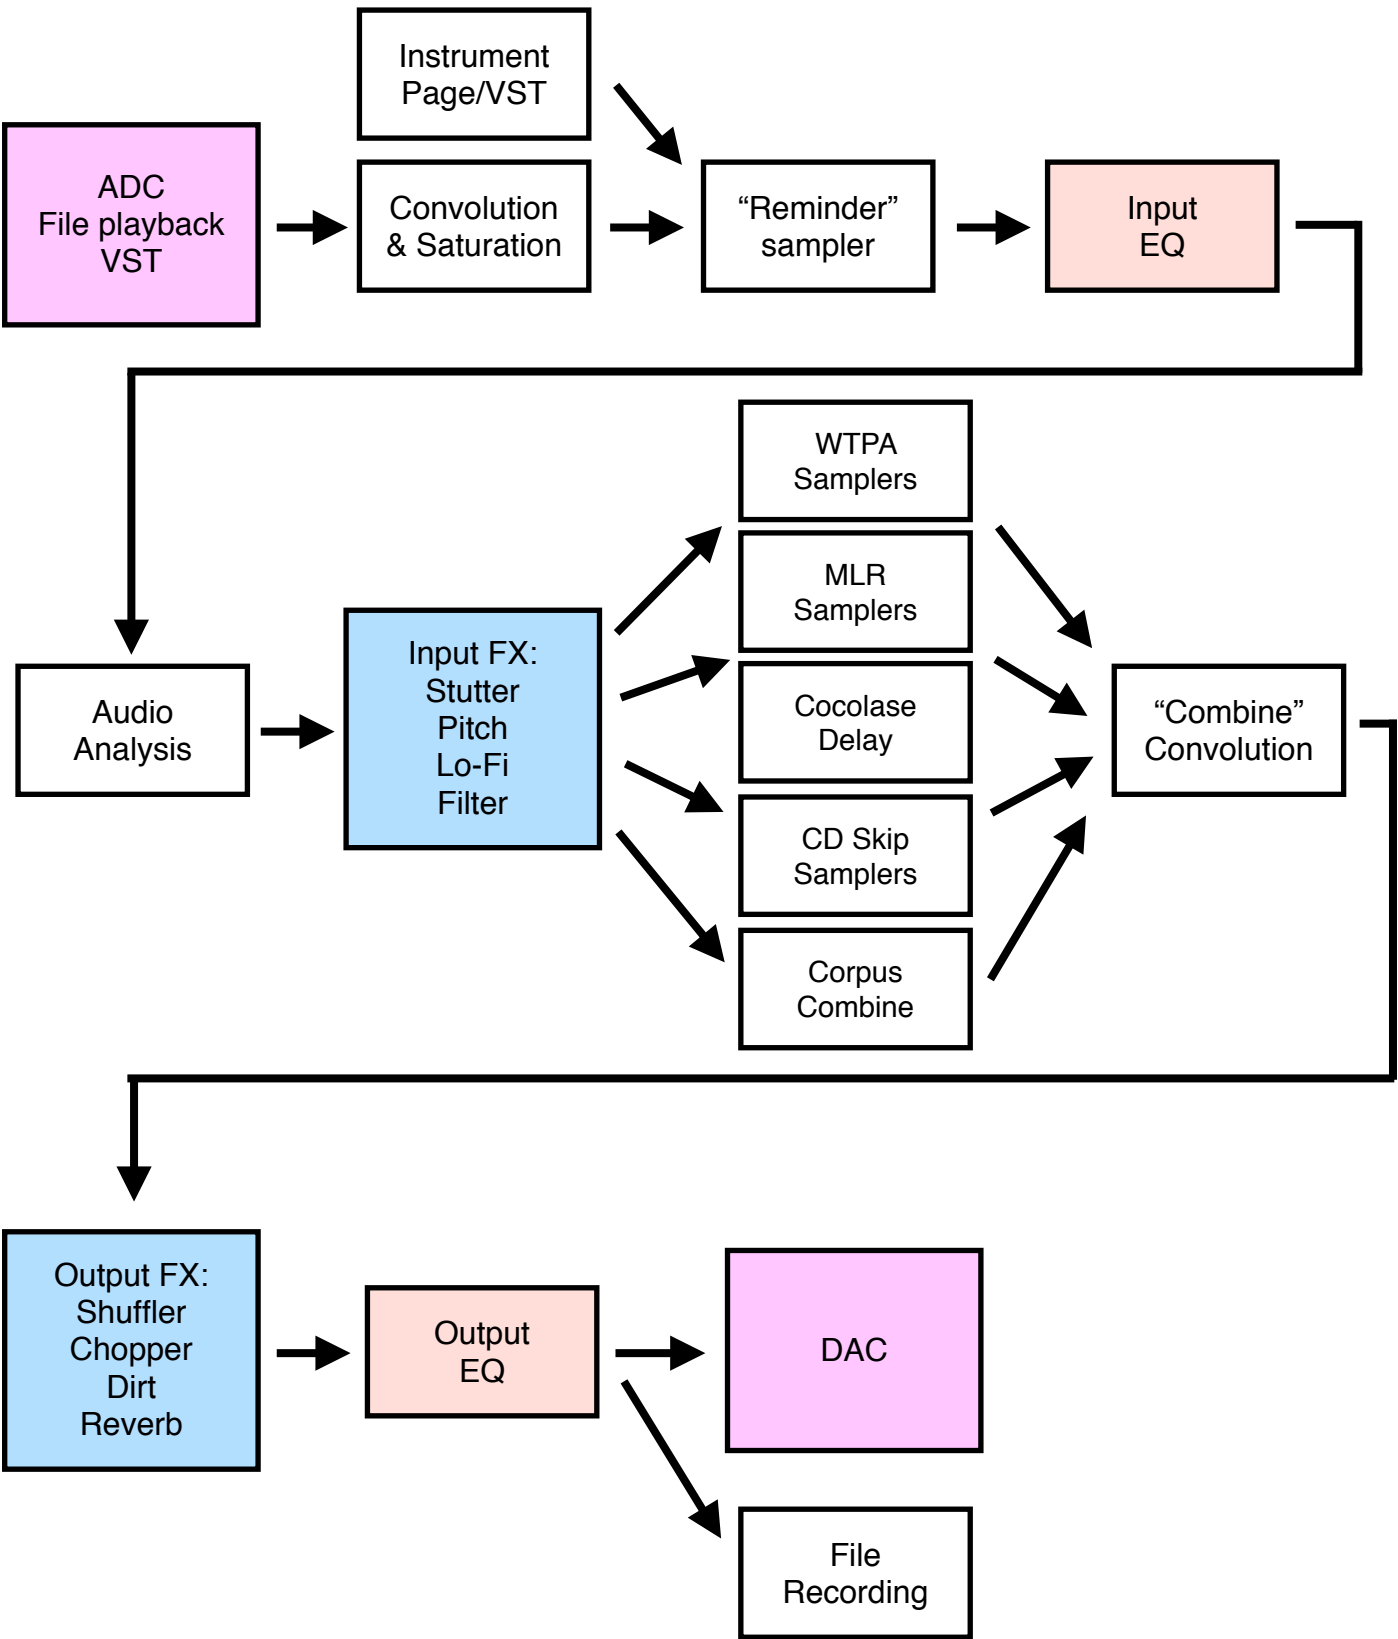 Instrument
Page/VST
ADC
File playback
VST
Convolution
& Saturation
“Reminder”
sampler
Input
EQ
WTPA
Samplers
MLR
Samplers
Cocolase
Delay
CD Skip
Samplers
Corpus
Combine
Audio
Analysis
Input FX:
Stutter
Pitch
Lo-Fi
Filter
“Combine”
Convolution
Output FX:
Shuffler
Chopper
Dirt
Reverb
Output
EQ
DAC
File
Recording